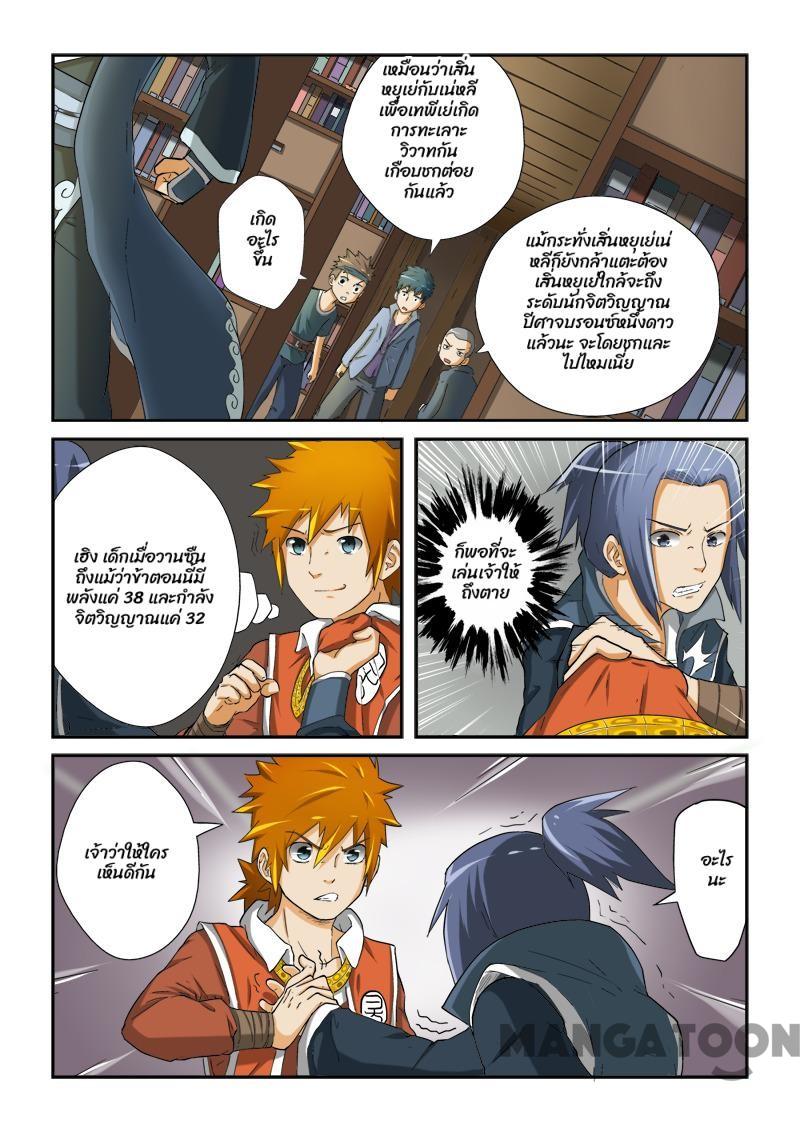 เหมือนว่าเสิ่น
หยูเย่กับเน่หลี
เพื่อเทพีเย่เกิด
การทะเลาะ
วิวาทกัน
เกือบชกต่อย
กันแล้ว
เกิด
อะไร
ขึ้น
แม้กระทั่งเสิ่นหยุเย่เน่
หลีก็ยังกล้าแตะต้อง
เสิ่นหยุเย่ใกล้จะถึง
ระดับนักจิตวิญญาณ
ปีศาจบรอนซ์หนึ่งดาว
แล้วนะ จะโดยชกและ
ไปไหมเนี่ย
เฮิง เด็กเมื่อวานซืน
ถึงแม้ว่าข้าตอนนี้มี
พลังแค่ 38 และกำลัง
จิตวิญญาณแค่ 32
ก็พอที่จะ
เล่นเจ้าให้
ถึงตาย
เจ้าว่าให้ใคร
เห็นดีกัน
อะไร
นะ
MANGATOON